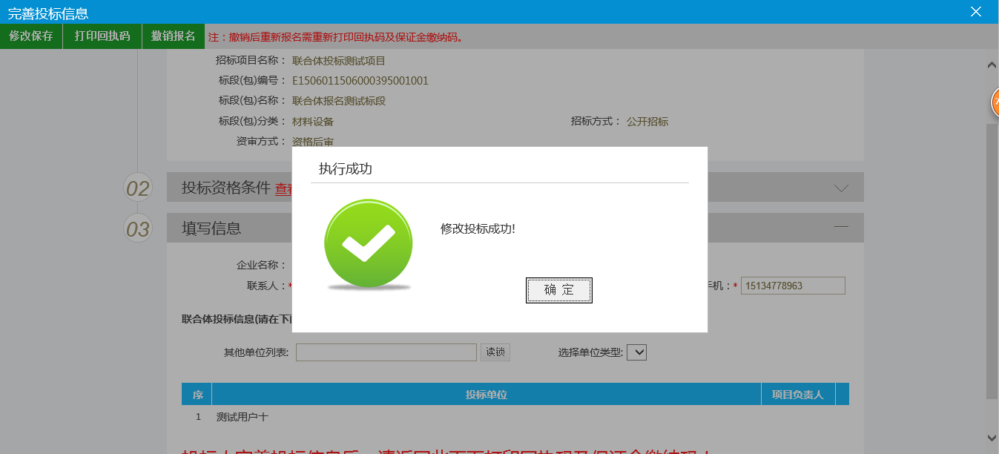 完善投标信息
修改保存 打印回执码 撤销报名 注：撤销后重新报名需重新打印回执码及保证金缴纳码。
招标项目名称： 联合体投标测试项目
标段(包)编号： E1506011506000395001001
标段(包)名称： 联合体报名测试标段
标段(包)分类： 材料设备 招标方式： 公开招标
资审方式： 资格后审
执行成功
02 投标资格条件 查看
修改投标成功!
03 填写信息
企业名称：
确 定
联系人：* 手机：* 15134778963
联合体投标信息(请在下
其他单位列表: 读锁 选择单位类型:
序 投标单位 项目负责人
1 测试用户十